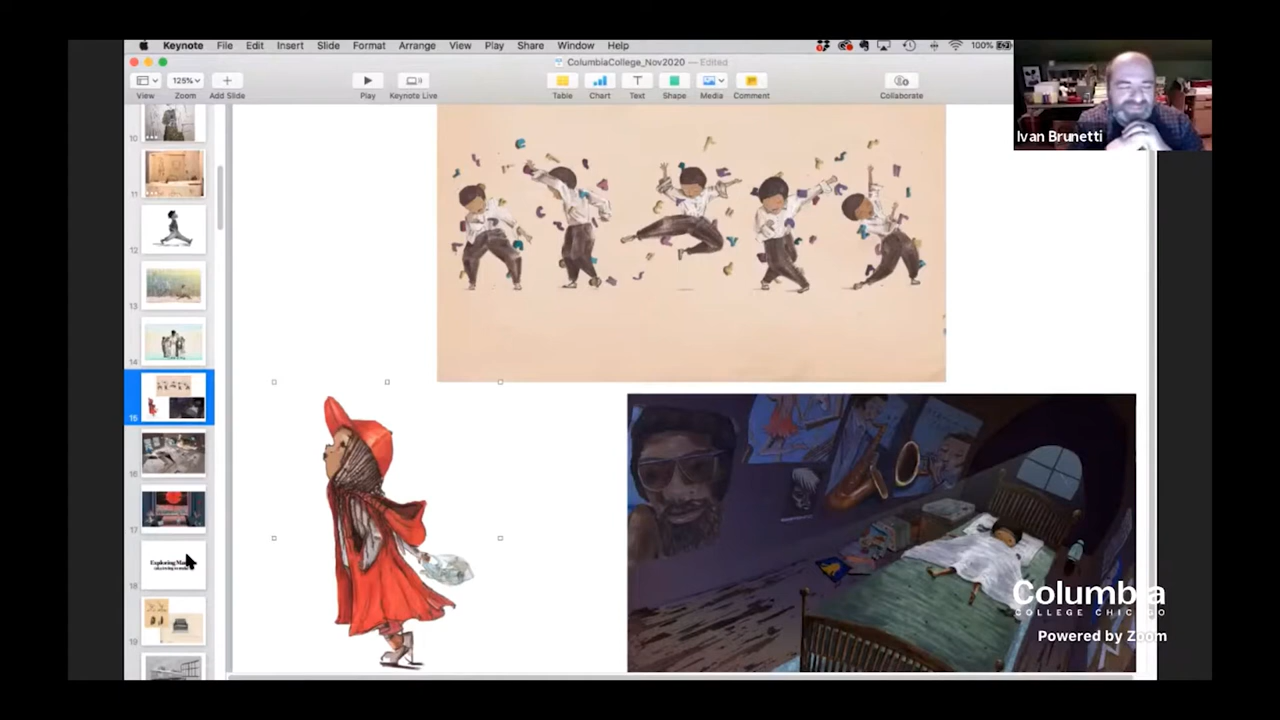 Keynote File Edit Insert Slide Format Arrange View Play Share Window Help 100%
ColumbiaCollege_Nov2020 — Edited
125%
View Zoom Add Slide Play Keynote Live Table Chart Text Shape Media Comment Collaborate
Ivan Brunetti
10
11
12
13
14
15
16
17
Exploring
18
19
Columbia
COLLEGE CHICAGO
Powered by Zoom